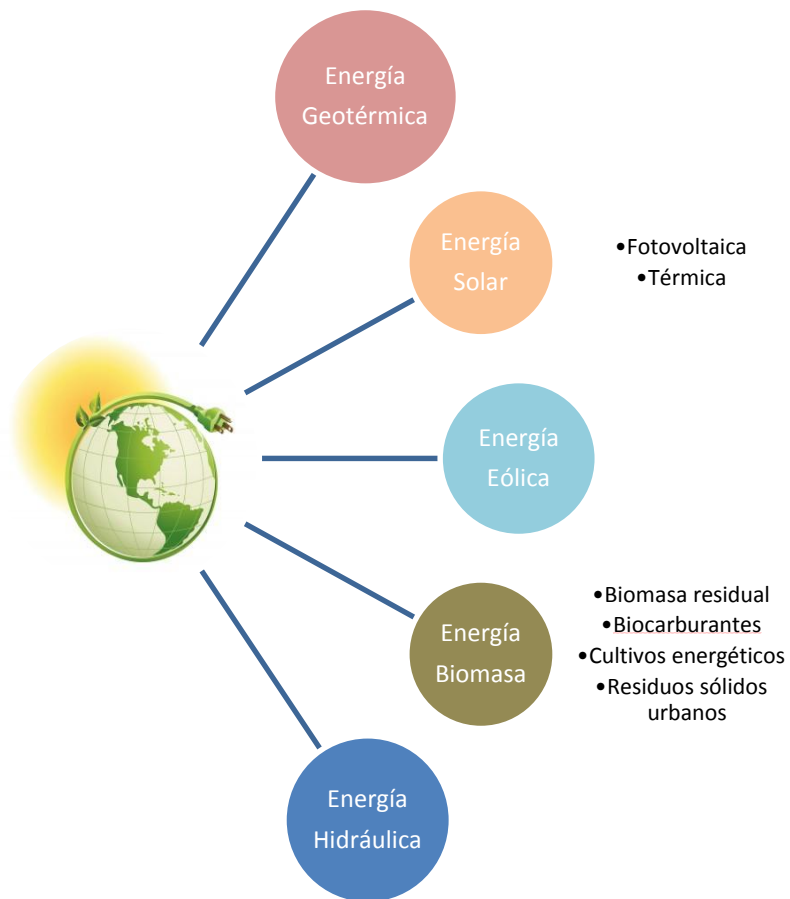 Energía
Geotérmica
Energía
Solar
•Fotovoltaica
•Térmica
Energía
Eólica
Energía
Biomasa
•Biomasa residual
•Biocarburantes
•Cultivos energéticos
•Residuos sólidos
urbanos
Energía
Hidráulica